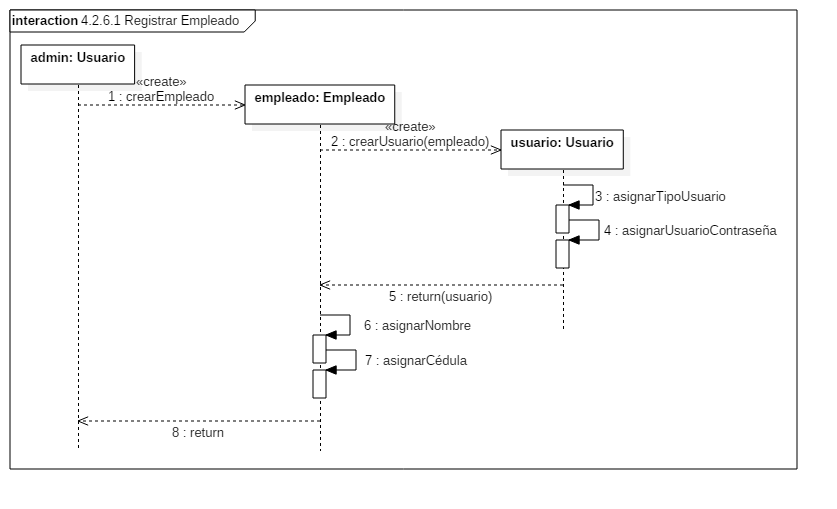 interaction 4.2.6.1 Registrar Empleado
admin: Usuario
«create»
1 : crearEmpleado
empleado: Empleado
«create»
2 : crearUsuario(empleado)
usuario: Usuario
3 : asignarTipoUsuario
4 : asignarUsuarioContraseña
5 : return(usuario)
6 : asignarNombre
7 : asignarCédula
8 : return